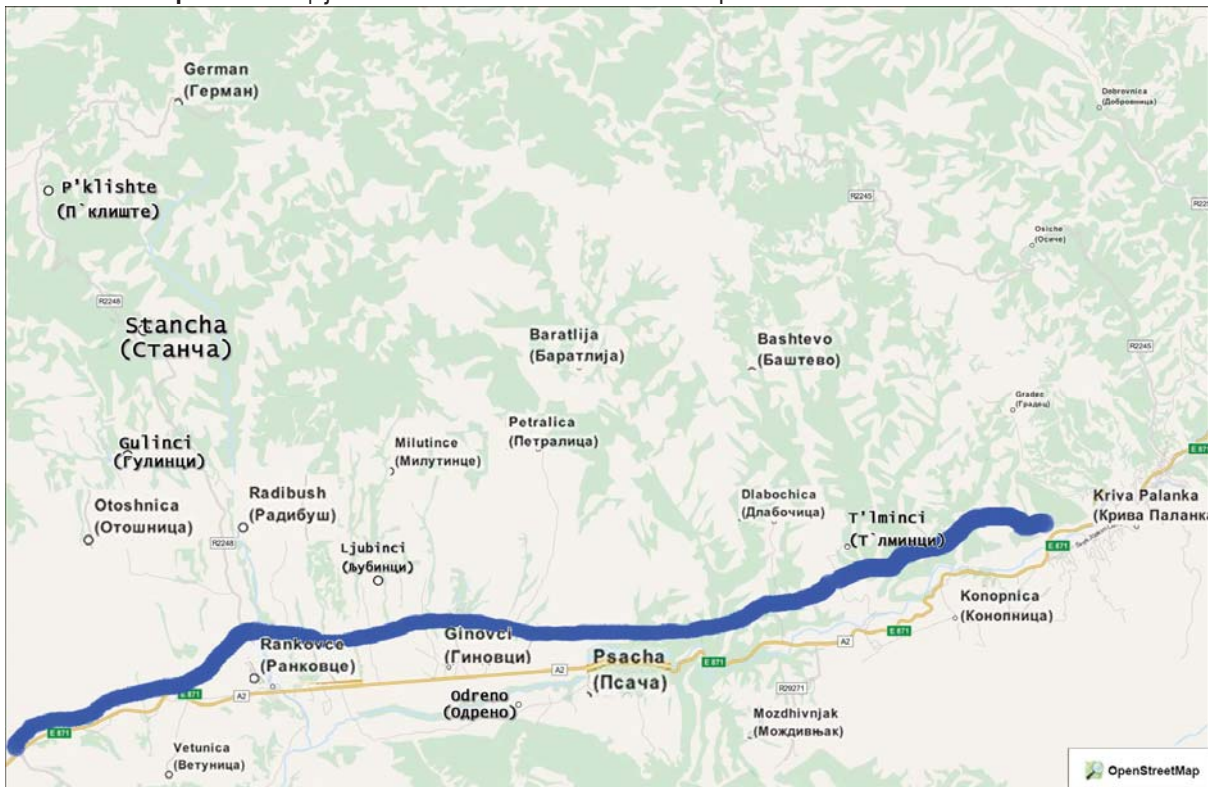 German
(Герман)
Dobrovnica
(Добровница)
P'klishte
(П`клиште)
R2245
R22
Osiche
(Осиче)
R2248
Stancha
(Станча)
Baratlija
(Баратлија)
Bashtevo
(Баштево)
R2245
Gradec
(Градец)
Petralica
(Петралица)
Gulinci
(Гулинци)
Milutince
(Милутинце)
E 871
Otoshnica
(Отошница)
Radibush
(Радибуш)
Dlabochica
(Длабочица)
Kriva Palanka
(Крива Паланка
T'lminci
(Т`лминци)
R2248
Ljubinci
(Љубинци)
E 871
Konopnica
(Конопница)
E 871
A2
Rankovce
(Ранковце)
Ginovci
(Гиновци)
Psacha
(Псача)
E 871
A2
R29271
E 871
A2
Odreno
(Одрено)
Mozdhivnjak
(Мождивњак)
E 871
Vetunica
(Ветуница)
OpenStreetMap